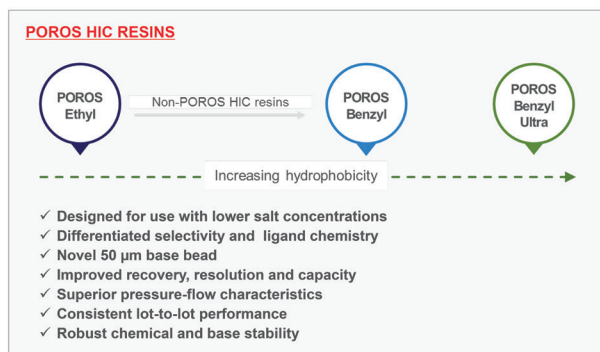 POROS HIC RESINS
POROS
Ethyl
Non-POROS HIC resins
POROS
Benzyl
POROS
Benzyl
Ultra
Increasing hydrophobicity
✓ Designed for use with lower salt concentrations
✓ Differentiated selectivity and ligand chemistry
✓ Novel 50 µm base bead
✓ Improved recovery, resolution and capacity
✓ Superior pressure-flow characteristics
✓ Consistent lot-to-lot performance
✓ Robust chemical and base stability